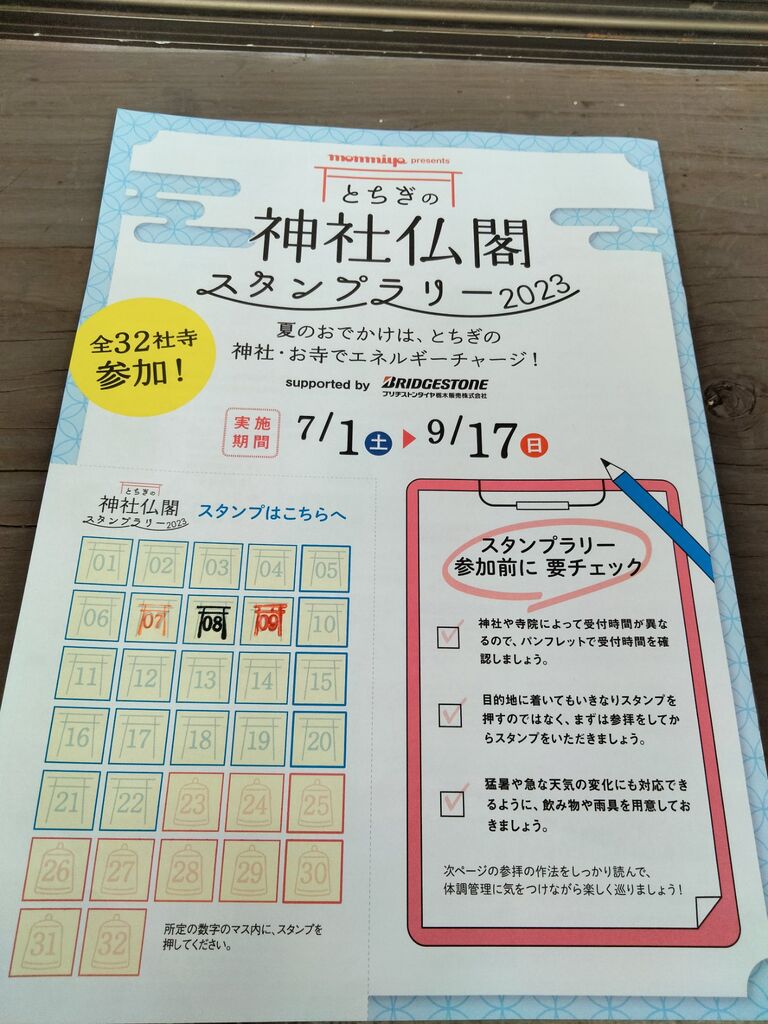 monmiya presents
とちぎの
神社仏閣
スタンプラリー2023
全32社寺
参加！
夏のおでかけは、とちぎの
神社・お寺でエネルギーチャージ！
supported by BRIDGESTONE
ブリヂストンタイヤ栃木販売株式会社
実施
期間
7/1土 9/17日
とちぎの
神社仏閣
スタンプラリー2023
スタンプはこちらへ
01 02 03 04 05
06 07 08 09 10
11 12 13 14 15
16 17 18 19 20
21 22 23 24 25
26 27 28 29 30
31 32
所定の数字のマス内に、スタンプを
押してください。
スタンプラリー
参加前に 要チェック
神社や寺院によって受付時間が異な
るので、パンフレットで受付時間を確
認しましょう。
目的地に着いてもいきなりスタンプを
押すのではなく、まずは参拝をしてか
らスタンプをいただきましょう。
猛暑や急な天気の変化にも対応でき
るように、飲み物や雨具を用意してお
きましょう。
次ページの参拝の作法をしっかり読んで、
体調管理に気をつけながら楽しく巡りましょう！